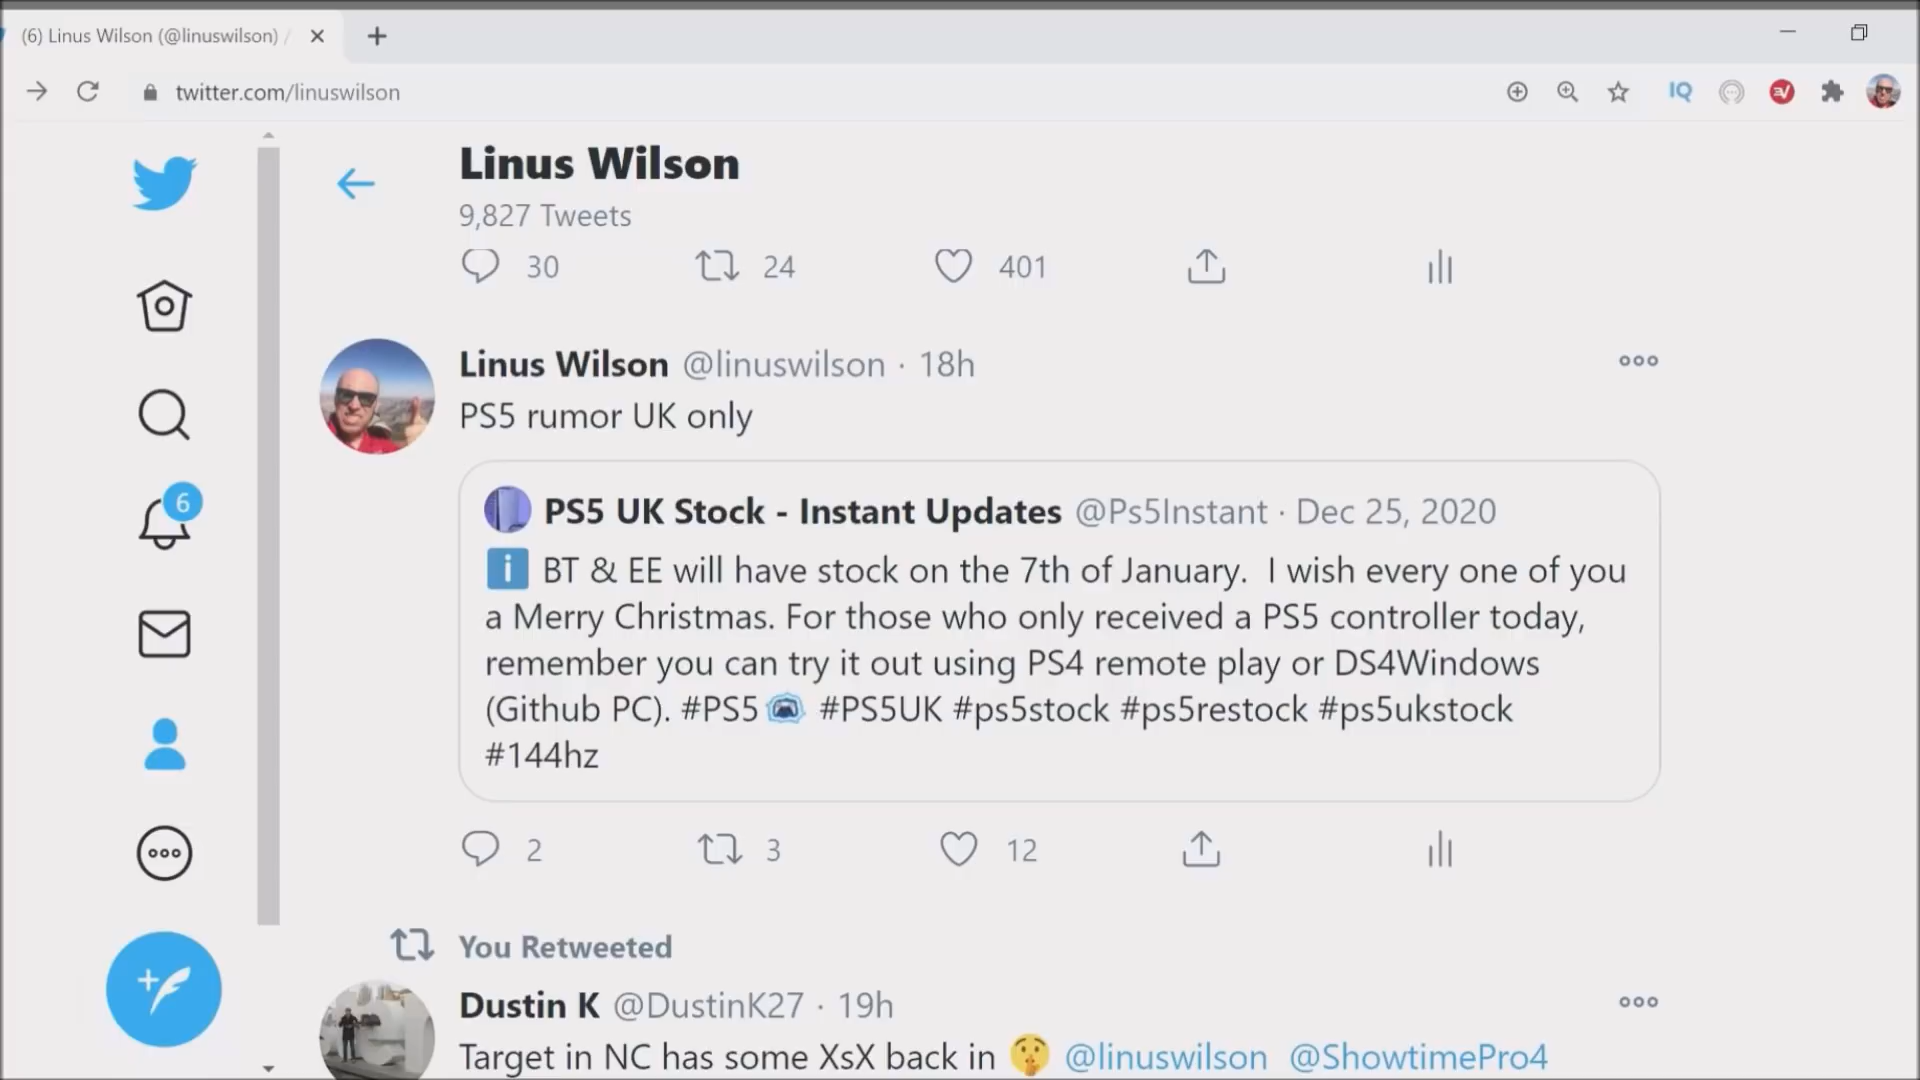 (6) Linus Wilson (@linuswilson) /
twitter.com/linuswilson
IQ
Linus Wilson
9,827 Tweets
30 24 401
Linus Wilson @linuswilson · 18h
PS5 rumor UK only
PS5 UK Stock - Instant Updates @Ps5Instant · Dec 25, 2020
i BT & EE will have stock on the 7th of January. I wish every one of you
a Merry Christmas. For those who only received a PS5 controller today,
remember you can try it out using PS4 remote play or DS4Windows
(Github PC). #PS5 #PS5UK #ps5stock #ps5restock #ps5ukstock
#144hz
6
2 3 12
You Retweeted
Dustin K @DustinK27 · 19h
Target in NC has some XsX back in 🤫 @linuswilson @ShowtimePro4